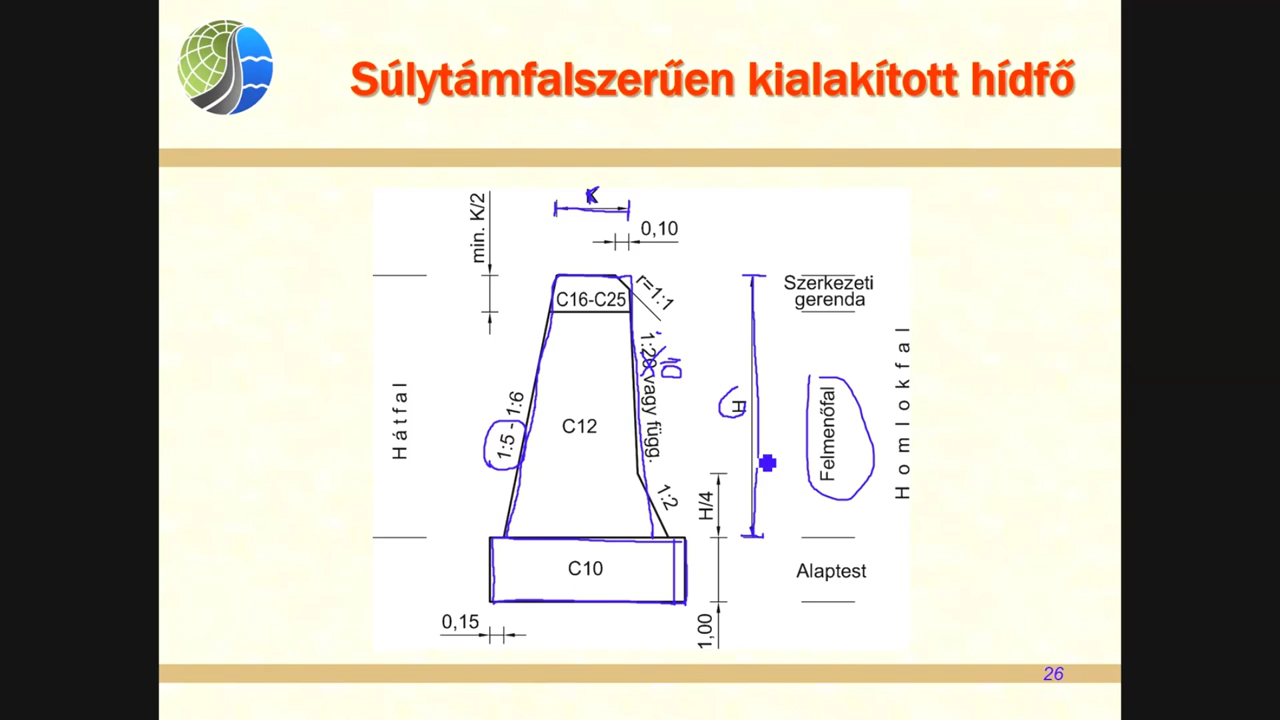 Súlytámfalszerűen kialakított hídfő
K
min. K/2
0,10
Szerkezeti
gerenda
r=1:1
C16-C25
1:20 vagy függ.
H
Felmenőfal
Homlokfal
Hátfal
1:5 - 1:6
C12
1:2
H/4
C10
Alaptest
0,15
1,00
26